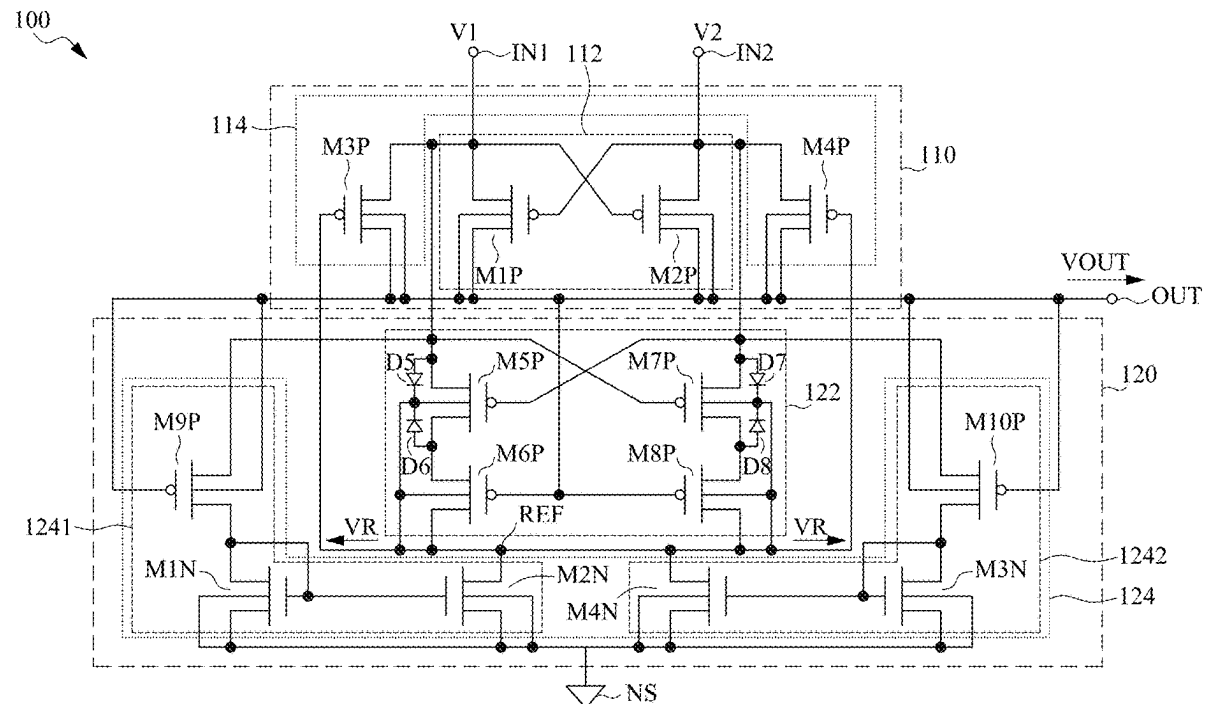 100
V1
V2
IN1
IN2
112
114
110
M3P
M4P
M1P
M2P
VOUT
OUT
D5
M5P
M7P
D7
122
120
M9P
M10P
D6
M6P
M8P
D8
1241
VR
REF
VR
1242
M1N
M2N
M4N
M3N
124
NS